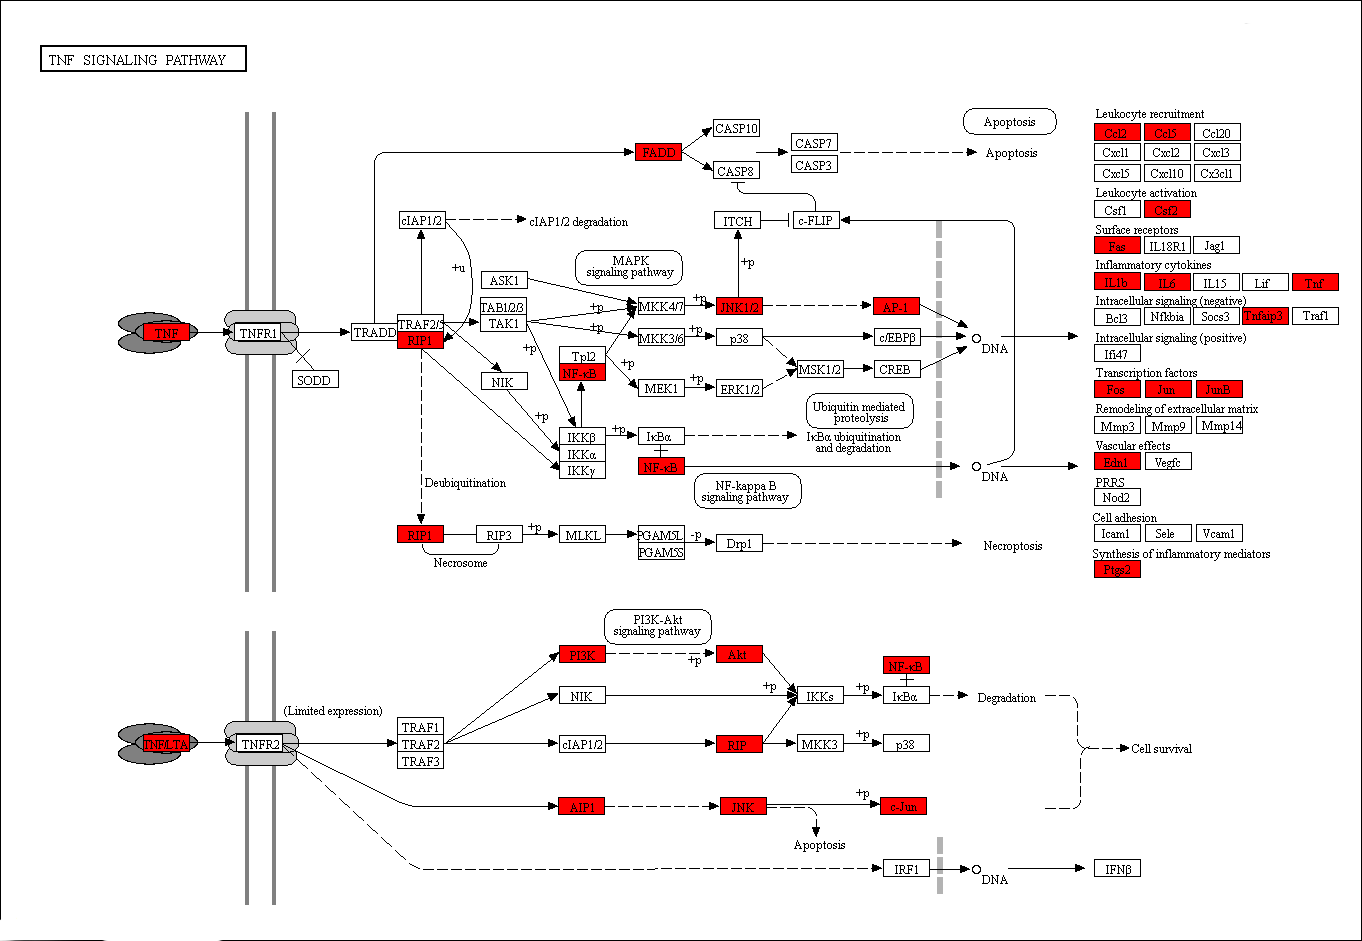 TNF SIGNALING PATHWAY
Apoptosis
Leukocyte recruitment
CASP10
Ccl2 Ccl5 Ccl20
FADD
CASP7
Apoptosis
Cxcl1 Cxcl2 Cxcl3
CASP8
CASP3
Cxcl5 Cxcl10 Cx3cl1
Leukocyte activation
Csf1 Csf2
cIAP1/2
cIAP1/2 degradation
ITCH
c-FLIP
Surface receptors
Fas IL18R1 Jag1
+u
MAPK
signaling pathway
+p
Inflammatory cytokines
IL1b IL6 IL15 Lif Tnf
ASK1
Intracellular signaling (negative)
Bcl3 Nfkbia Socs3 Tnfaip3 Traf1
TAB1/2/3
TAK1
+p
MKK4/7
+p
JNK1/2
AP-1
TNF
TNFR1
TRADD
TRAF2/5
RIP1
+p
MKK3/6
+p
p38
c/EBPβ
DNA
Intracellular signaling (positive)
Ifi47
SODD
NIK
+p
Tpl2
NF-κB
+p
MEK1
+p
ERK1/2
MSK1/2
CREB
Transcription factors
Fos Jun JunB
Remodeling of extracellular matrix
Mmp3 Mmp9 Mmp14
Ubiquitin mediated
proteolysis
+p
IKKβ
IKKα
IKKγ
+p
IκBα
IκBα ubiquitination
and degradation
Vascular effects
Edn1 Vegfc
NF-κB
DNA
Deubiquitination
NF-kappa B
signaling pathway
PRRS
Nod2
Cell adhesion
Icam1 Sele Vcam1
RIP1
RIP3
+p
MLKL
PGAM5L
PGAM5S
-p
Drp1
Necroptosis
Necrosome
Synthesis of inflammatory mediators
Ptgs2
PI3K-Akt
signaling pathway
PI3K
+p
Akt
NF-κB
NIK
+p
IKKs
+p
IκBα
Degradation
(Limited expression)
TNFLTA
TNFR2
TRAF1
TRAF2
TRAF3
cIAP1/2
RIP
MKK3
p38
Cell survival
AIP1
JNK
+p
c-Jun
Apoptosis
IRF1
DNA
IFNβ